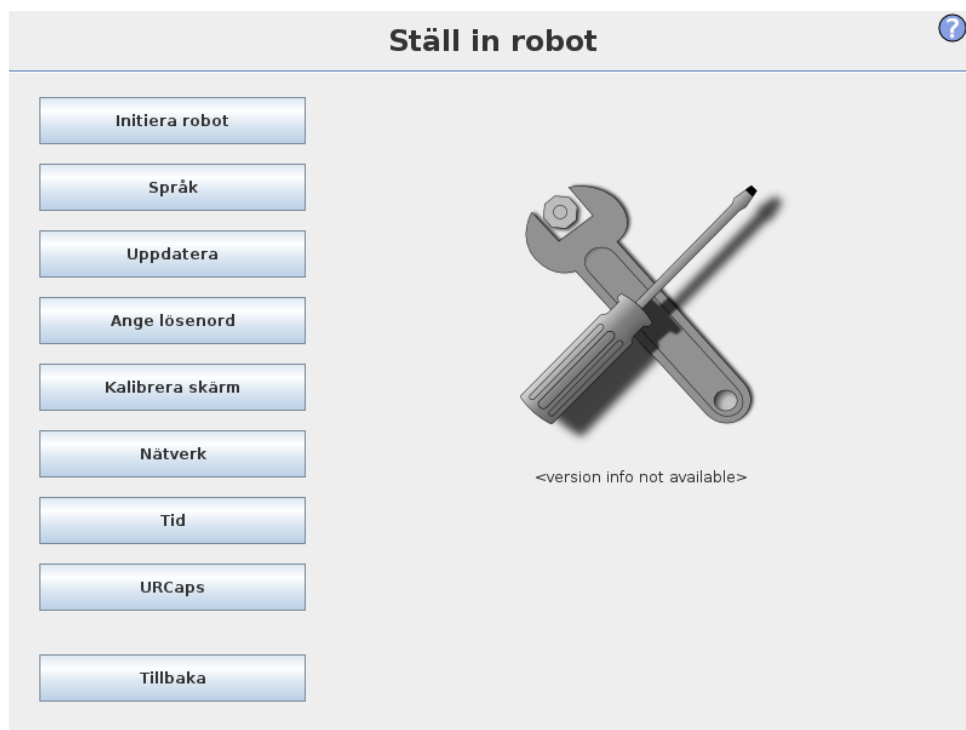 Ställ in robot
?
Initiera robot
Språk
Uppdatera
Ange lösenord
Kalibrera skärm
Nätverk
Tid
URCaps
Tillbaka
<version info not available>